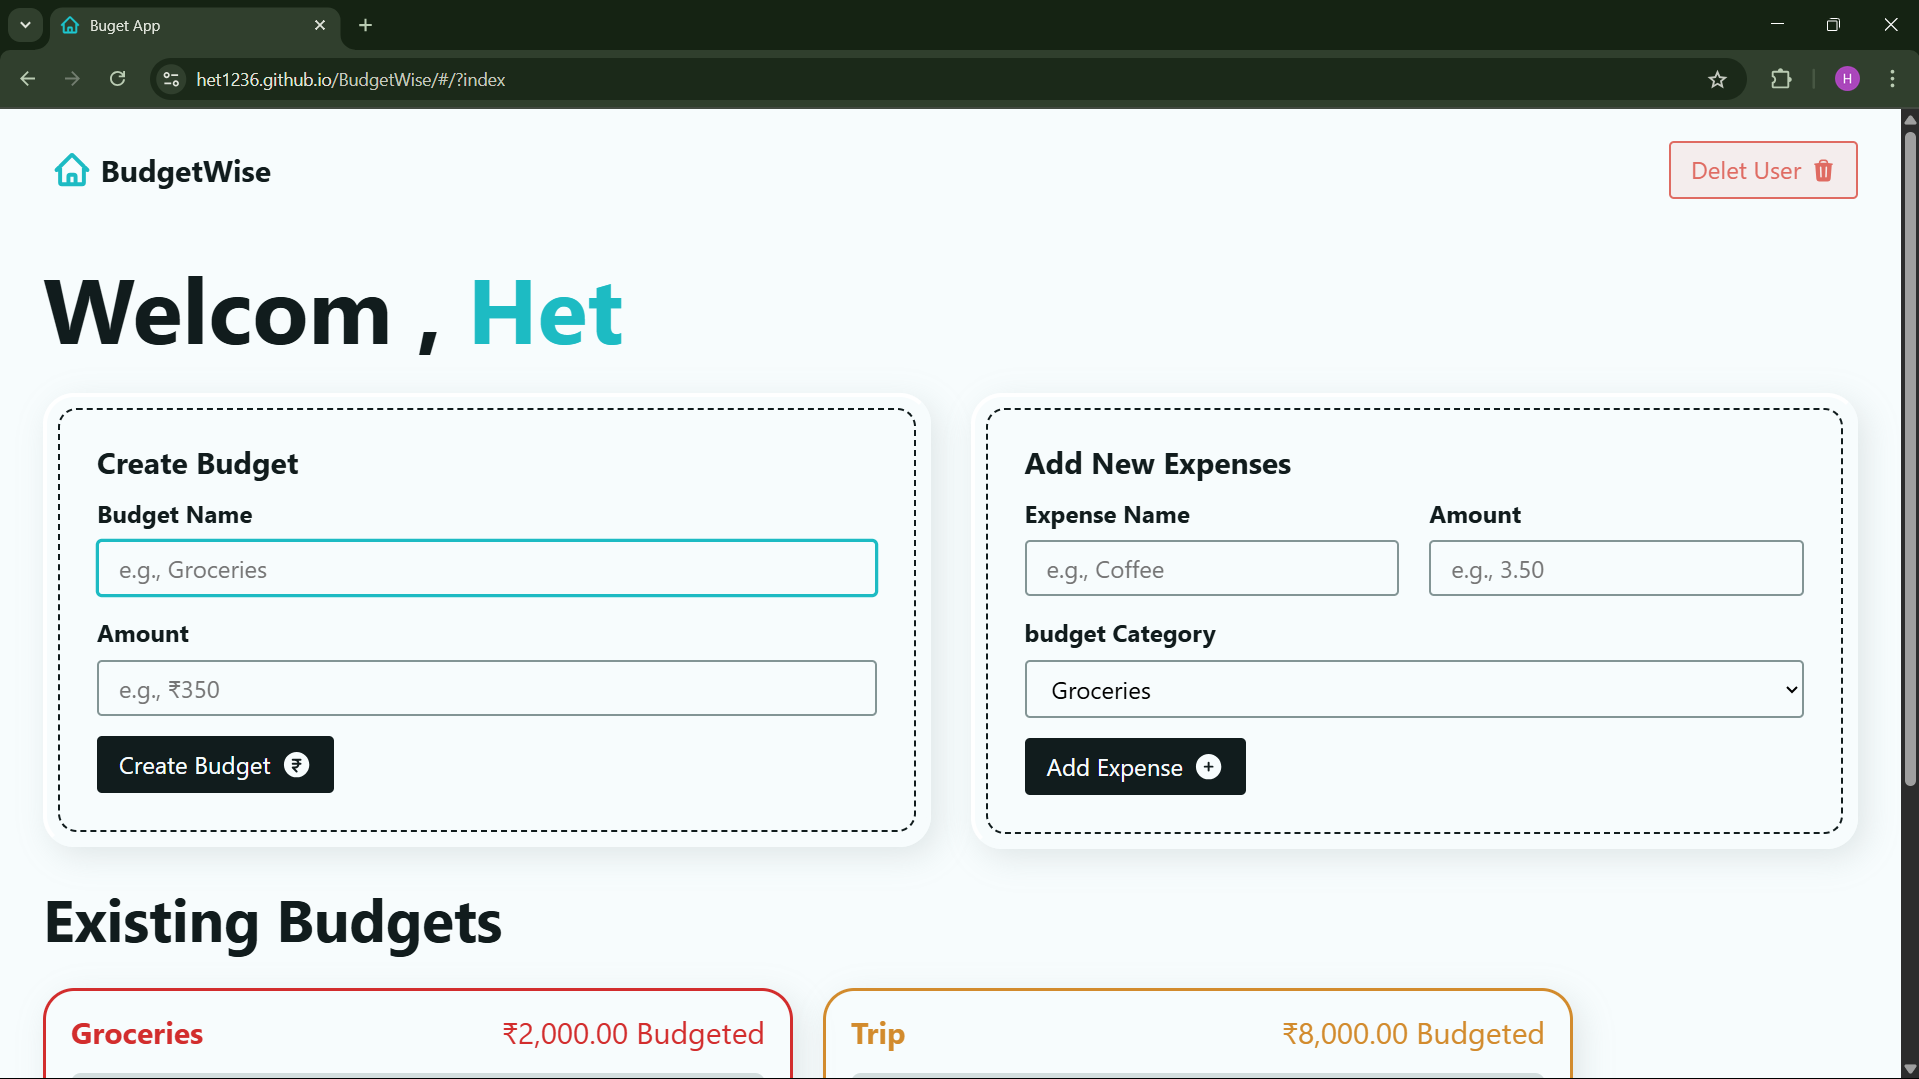 Buget App
het1236.github.io/BudgetWise/#/?index
H
BudgetWise
Delet User
Welcom , Het
Create Budget
Budget Name
e.g., Groceries
Amount
e.g., ₹350
Create Budget ₹
Add New Expenses
Expense Name
Amount
e.g., Coffee
e.g., 3.50
budget Category
Groceries
Add Expense
Existing Budgets
Groceries
₹2,000.00 Budgeted
Trip
₹8,000.00 Budgeted